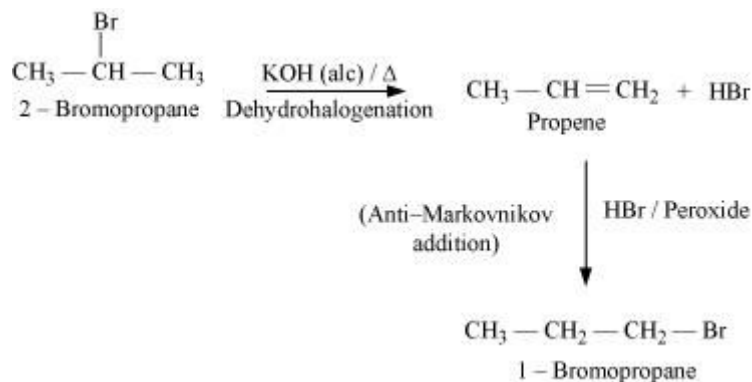 Br
CH₃ — CH — CH₃
2 – Bromopropane
KOH (alc) / Δ
Dehydrohalogenation
CH₃ — CH = CH₂ + HBr
Propene
(Anti–Markovnikov
addition)
HBr / Peroxide
CH₃ — CH₂ — CH₂ — Br
1 – Bromopropane